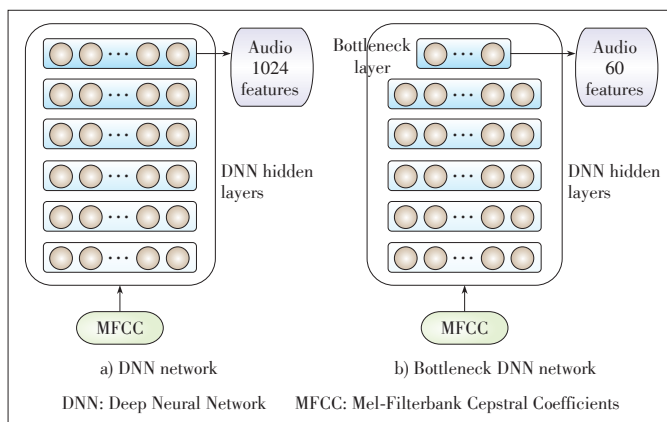 Audio
1024
features
DNN hidden
layers
MFCC
a) DNN network
Bottleneck
layer
Audio
60
features
DNN hidden
layers
MFCC
b) Bottleneck DNN network
DNN: Deep Neural Network MFCC: Mel-Filterbank Cepstral Coefficients